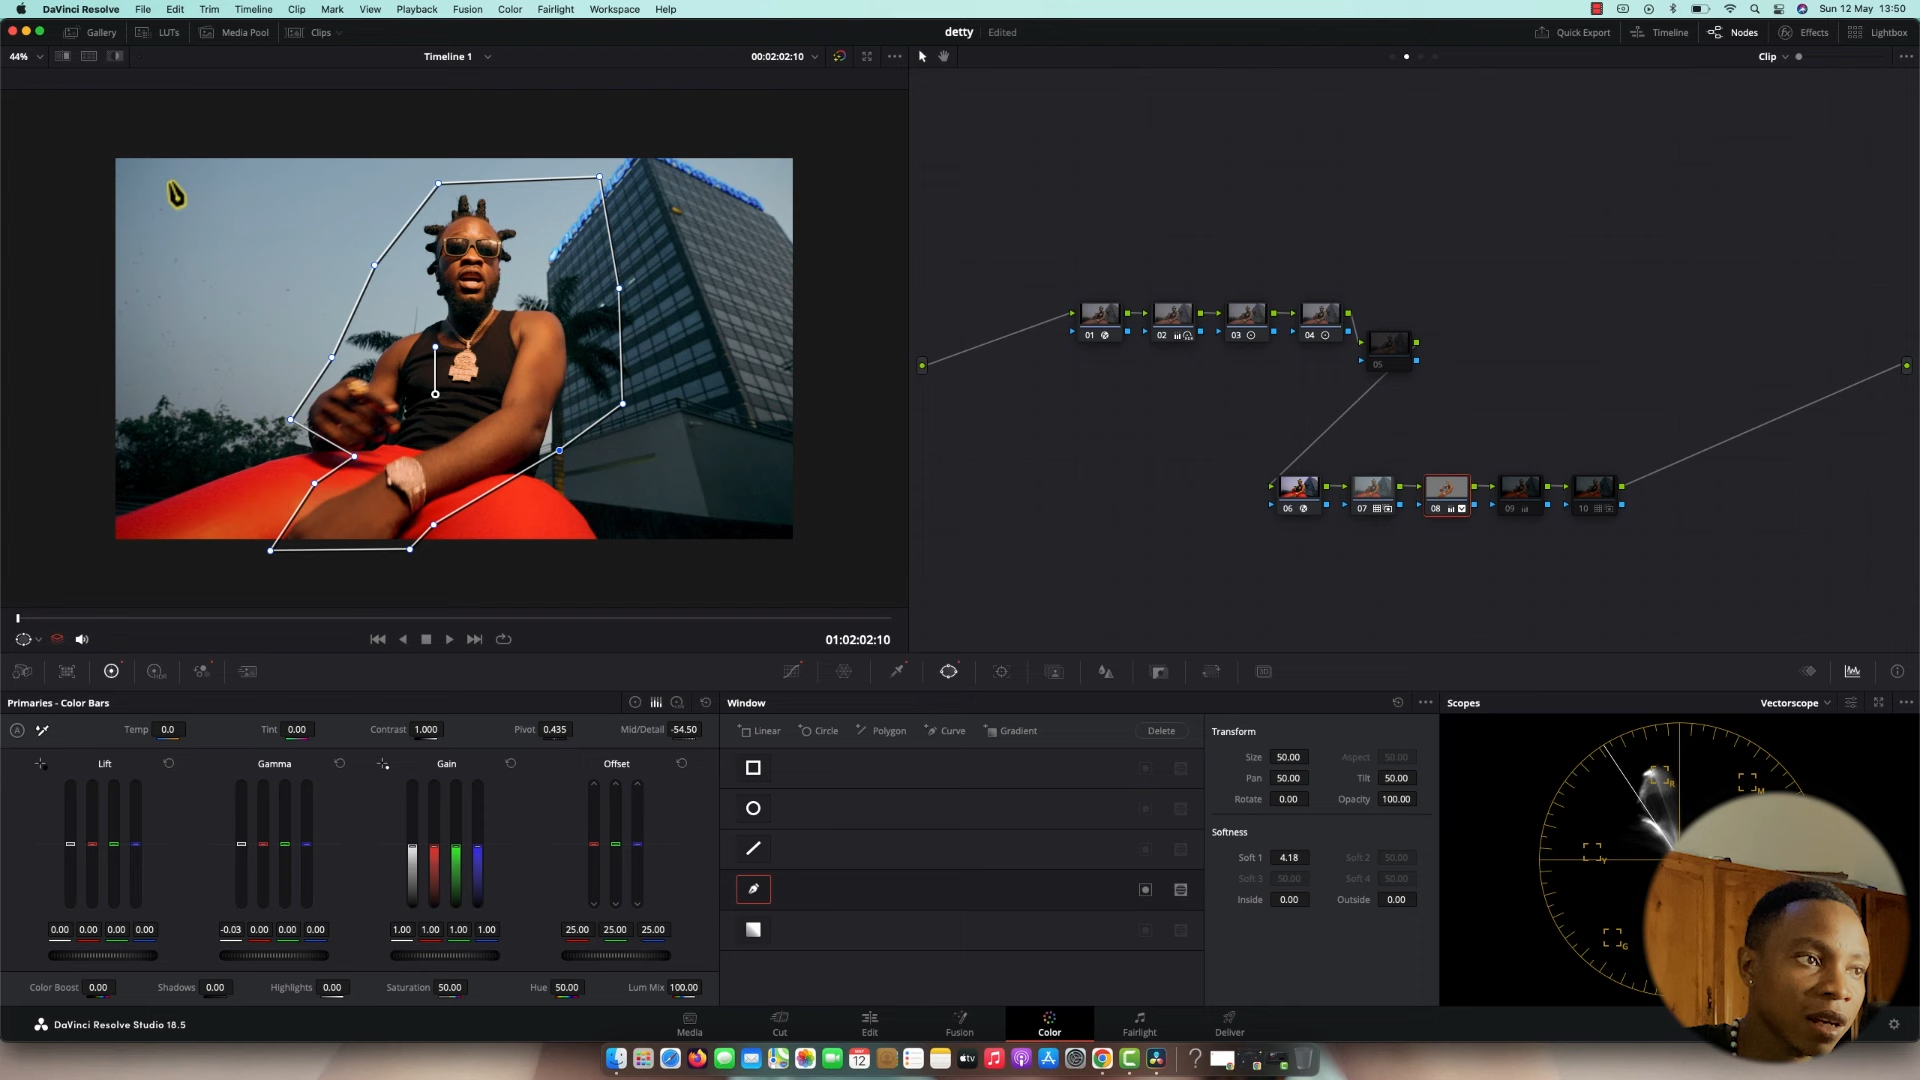 DaVinci Resolve File Edit Trim Timeline Clip Mark View Playback Fusion Color Fairlight Workspace Help Sun 12 May 13:50
Gallery LUTs Media Pool Clips detty Edited Quick Export Timeline Nodes Effects Lightbox
44% Timeline 1 00:02:02:10 Clip
01 02 03 04
05
06 07 08 09 10
01:02:02:10
Primaries - Color Bars Window Scopes Vectorscope
Temp 0.0 Tint 0.00 Contrast 1.000 Pivot 0.435 Mid/Detail -54.50
Linear Circle Polygon Curve Gradient Delete Transform
Lift Gamma Gain Offset
Size 50.00 Aspect 50.00
Pan 50.00 Tilt 50.00
Rotate 0.00 Opacity 100.00
Softness
Soft 1 4.18 Soft 2 50.00
Soft 3 50.00 Soft 4 50.00
Inside 0.00 Outside 0.00
R M Y G
0.00 0.00 0.00 0.00 -0.03 0.00 0.00 0.00 1.00 1.00 1.00 1.00 25.00 25.00 25.00
Color Boost 0.00 Shadows 0.00 Highlights 0.00 Saturation 50.00 Hue 50.00 Lum Mix 100.00
DaVinci Resolve Studio 18.5 Media Cut Edit Fusion Color Fairlight Deliver